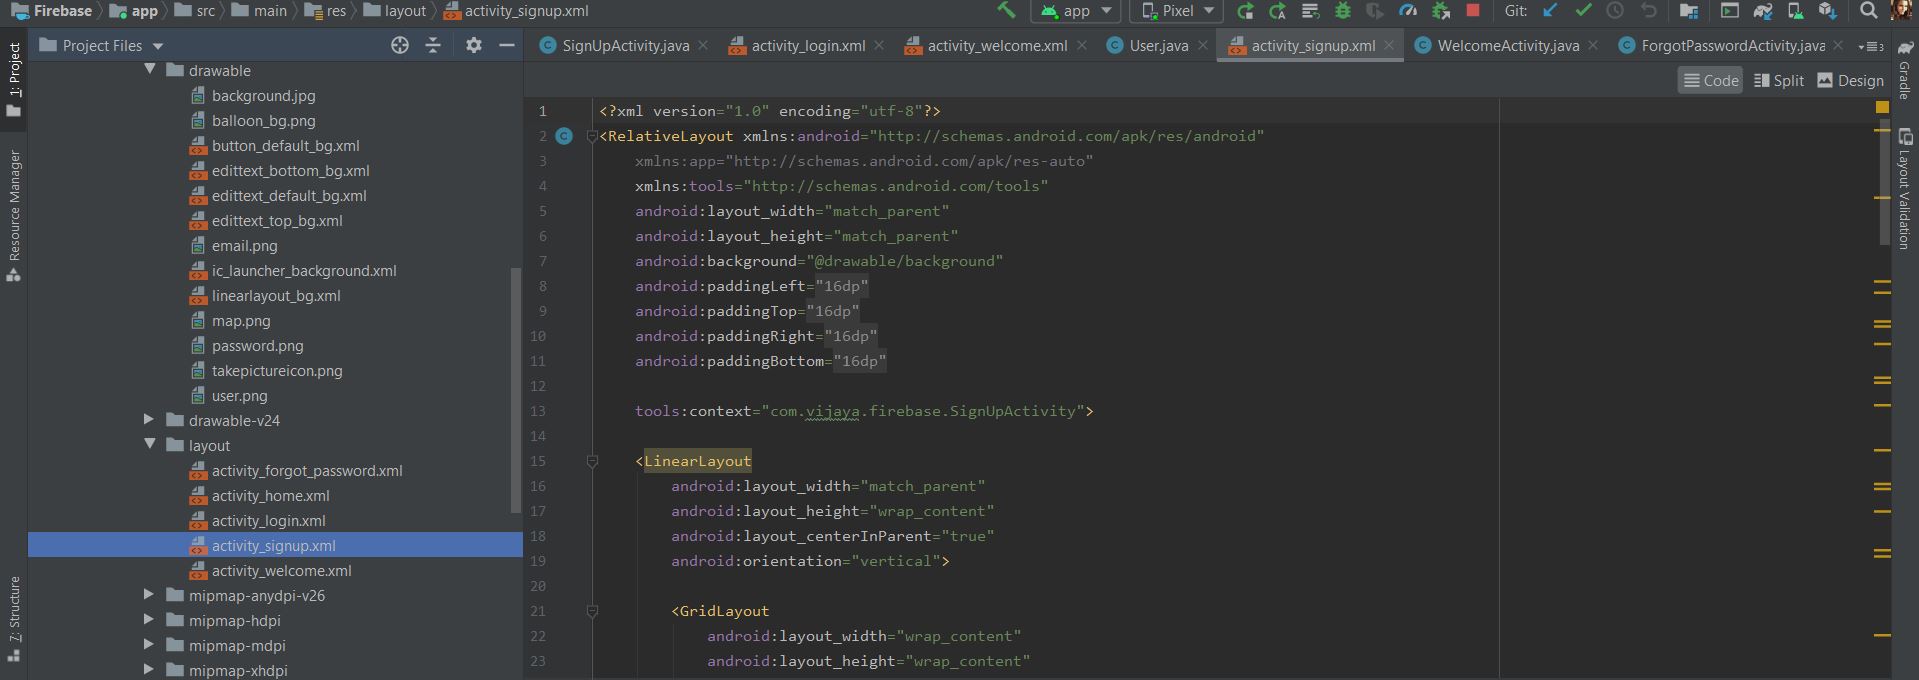 Firebase app src main res layout activity_signup.xml app Pixel Git:
1: Project
Resource Manager
7: Structure
Project Files
drawable
background.jpg
balloon_bg.png
button_default_bg.xml
edittext_bottom_bg.xml
edittext_default_bg.xml
edittext_top_bg.xml
email.png
ic_launcher_background.xml
linearlayout_bg.xml
map.png
password.png
takepictureicon.png
user.png
drawable-v24
layout
activity_forgot_password.xml
activity_home.xml
activity_login.xml
activity_signup.xml
activity_welcome.xml
mipmap-anydpi-v26
mipmap-hdpi
mipmap-mdpi
mipmap-xhdpi
SignUpActivity.java activity_login.xml activity_welcome.xml User.java activity_signup.xml WelcomeActivity.java ForgotPasswordActivity.java 3
Code Split Design
1 <?xml version="1.0" encoding="utf-8"?>
2 <RelativeLayout xmlns:android="http://schemas.android.com/apk/res/android"
3 xmlns:app="http://schemas.android.com/apk/res-auto"
4 xmlns:tools="http://schemas.android.com/tools"
5 android:layout_width="match_parent"
6 android:layout_height="match_parent"
7 android:background="@drawable/background"
8 android:paddingLeft="16dp"
9 android:paddingTop="16dp"
10 android:paddingRight="16dp"
11 android:paddingBottom="16dp"
12
13 tools:context="com.vijaya.firebase.SignUpActivity">
14
15 <LinearLayout
16 android:layout_width="match_parent"
17 android:layout_height="wrap_content"
18 android:layout_centerInParent="true"
19 android:orientation="vertical">
20
21 <GridLayout
22 android:layout_width="wrap_content"
23 android:layout_height="wrap_content"
Gradle
Layout Validation